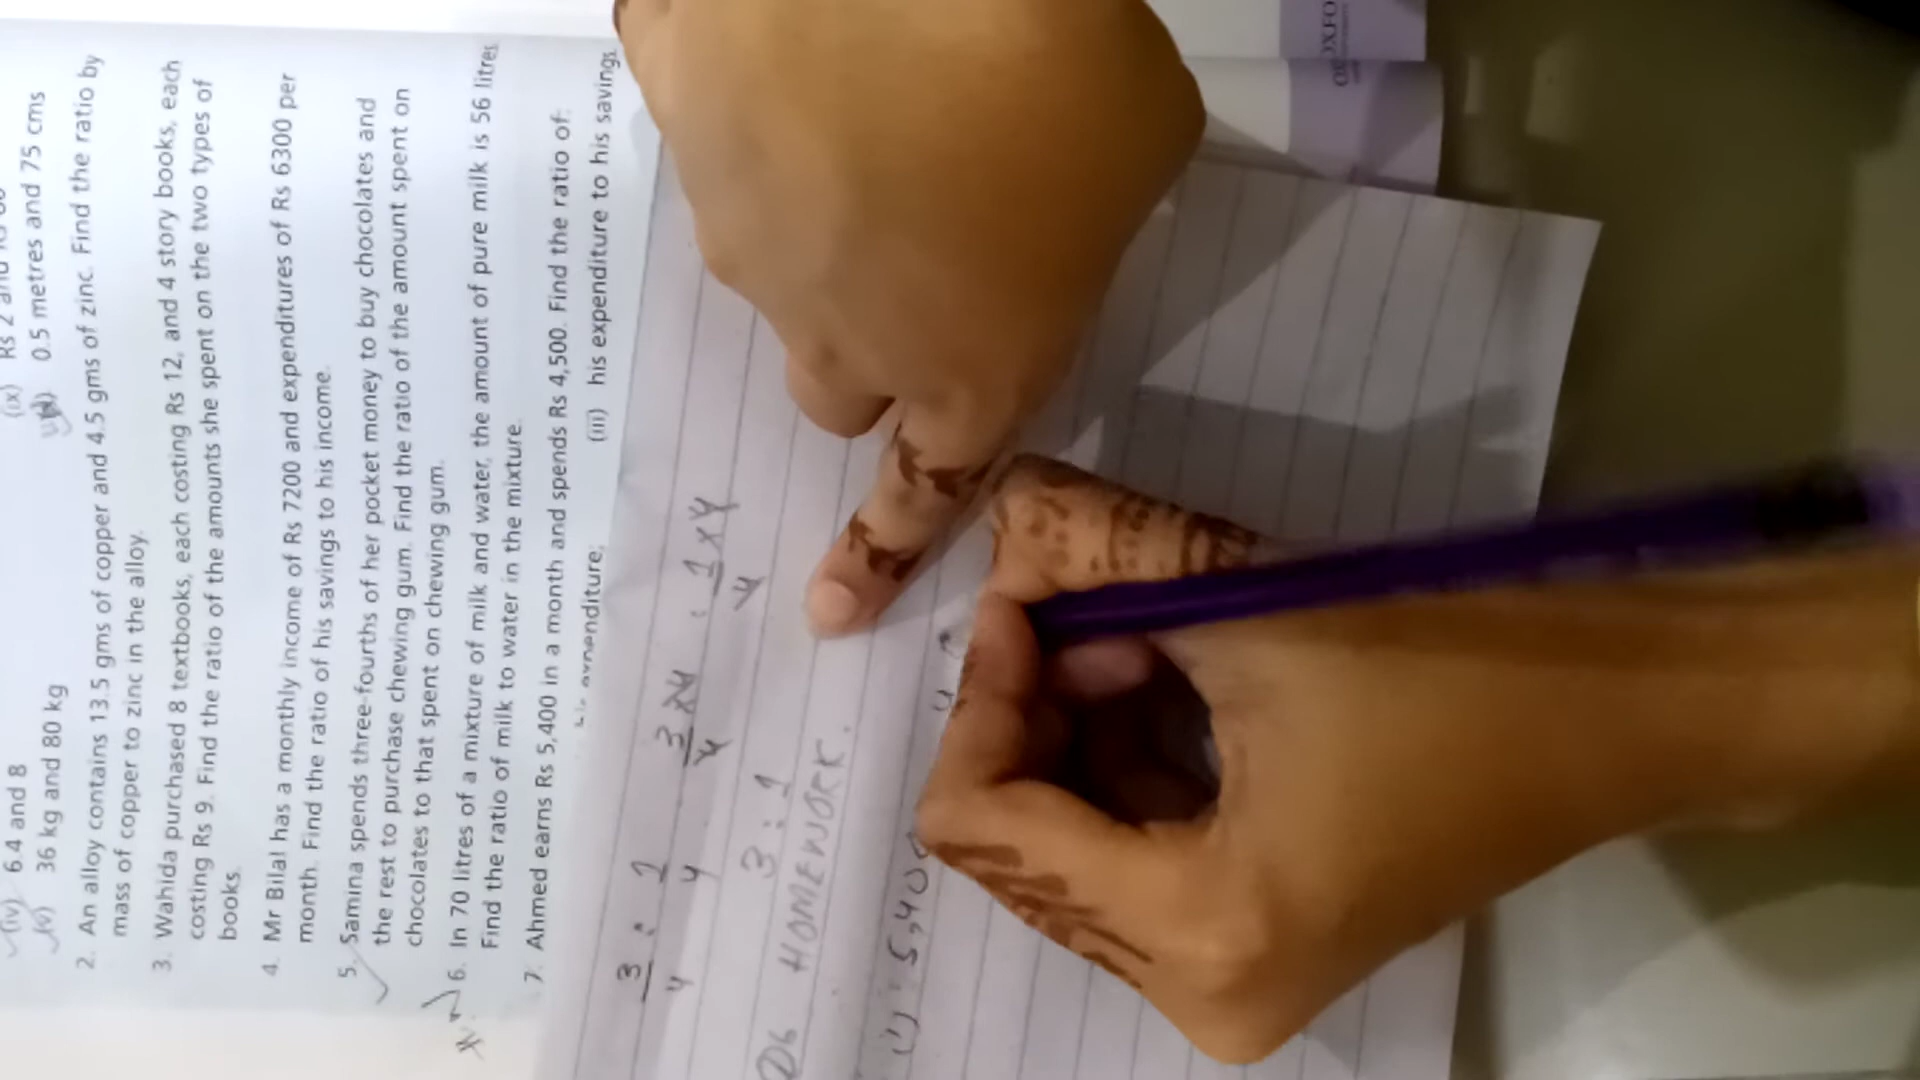 (ix) Rs 2 and
(iv) 6.4 and 8
0.5 metres and 75 cms
(v) 36 kg and 80 kg
2. An alloy contains 13.5 gms of copper and 4.5 gms of zinc. Find the ratio by
mass of copper to zinc in the alloy.
3. Wahida purchased 8 textbooks, each costing Rs 12, and 4 story books, each
costing Rs 9. Find the ratio of the amounts she spent on the two types of
books.
4. Mr Bilal has a monthly income of Rs 7200 and expenditures of Rs 6300 per
month. Find the ratio of his savings to his income.
5. Samina spends three-fourths of her pocket money to buy chocolates and
the rest to purchase chewing gum. Find the ratio of the amount spent on
chocolates to that spent on chewing gum.
6. In 70 litres of a mixture of milk and water, the amount of pure milk is 56 litres.
Find the ratio of milk to water in the mixture.
7. Ahmed earns Rs 5,400 in a month and spends Rs 4,500. Find the ratio of:
expenditure; (iii) his expenditure to his savings
3/4 : 1/4 3/4 x4 : 1/4 x4
3 : 1
Q6 HOMEWORK.
(i) 5,40
OXFO